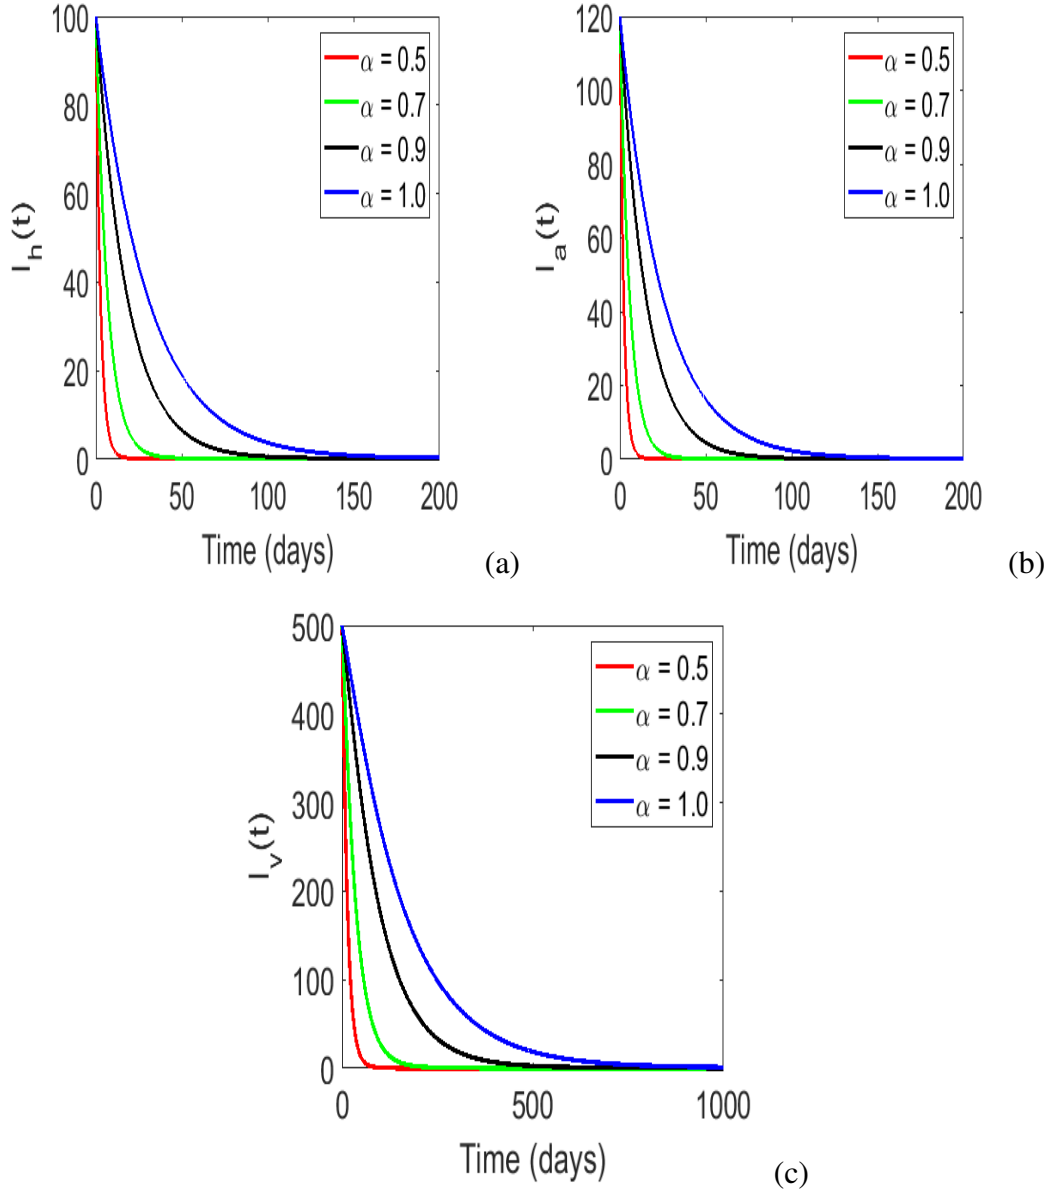 100
80
60
40
20
0
I_h(t)
0 50 100 150 200
Time (days)
α = 0.5
α = 0.7
α = 0.9
α = 1.0
(a)
120
100
80
60
40
20
0
I_a(t)
0 50 100 150 200
Time (days)
α = 0.5
α = 0.7
α = 0.9
α = 1.0
(b)
500
400
300
200
100
0
I_v(t)
0 500 1000
Time (days)
α = 0.5
α = 0.7
α = 0.9
α = 1.0
(c)